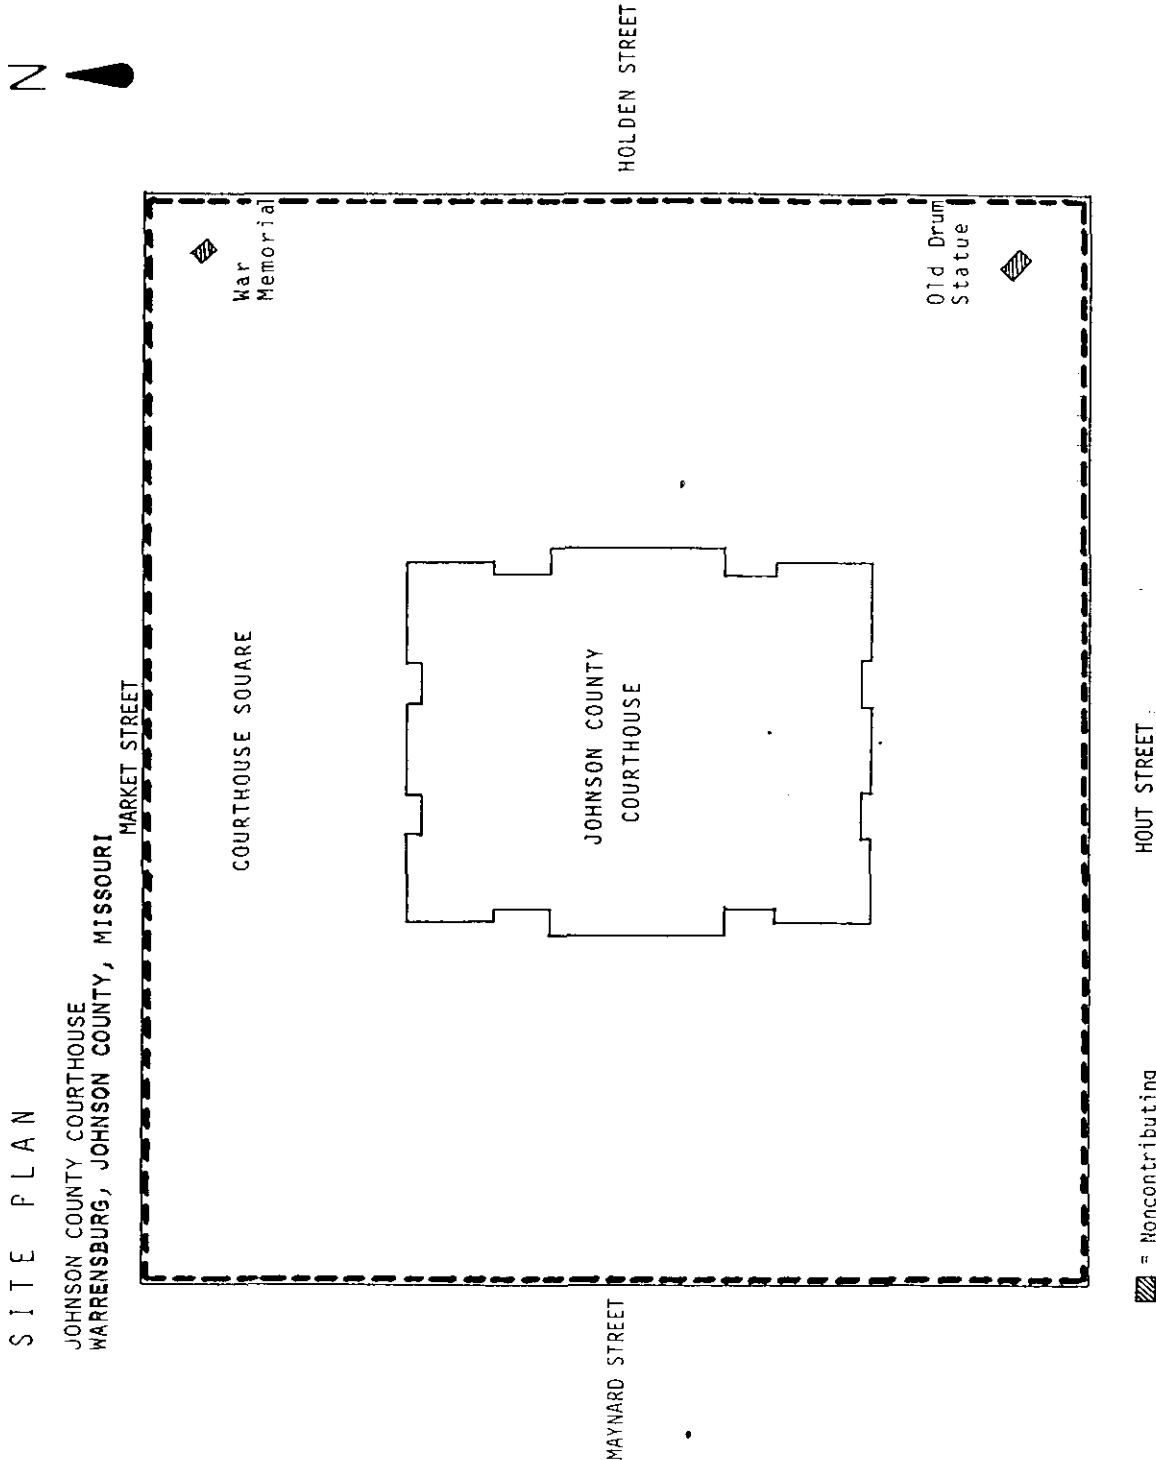 SITE PLAN
N
JOHNSON COUNTY COURTHOUSE
WARRENSBURG, JOHNSON COUNTY, MISSOURI
MARKET STREET
War
Memorial
COURTHOUSE SQUARE
MAYNARD STREET
JOHNSON COUNTY
COURTHOUSE
HOLDEN STREET
Old Drum
Statue
HOUT STREET
= Noncontributing